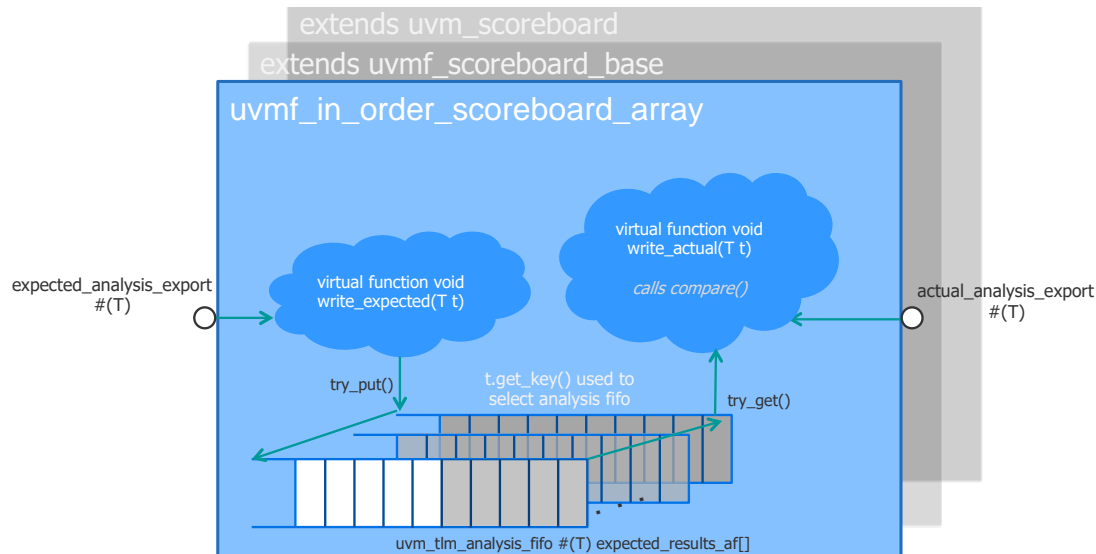 extends uvm_scoreboard
extends uvmf_scoreboard_base
uvmf_in_order_scoreboard_array
virtual function void
write_actual(T t)
calls compare()
virtual function void
write_expected(T t)
expected_analysis_export
#(T)
actual_analysis_export
#(T)
try_put()
t.get_key() used to
select analysis fifo
try_get()
. . .
uvm_tlm_analysis_fifo #(T) expected_results_af[]